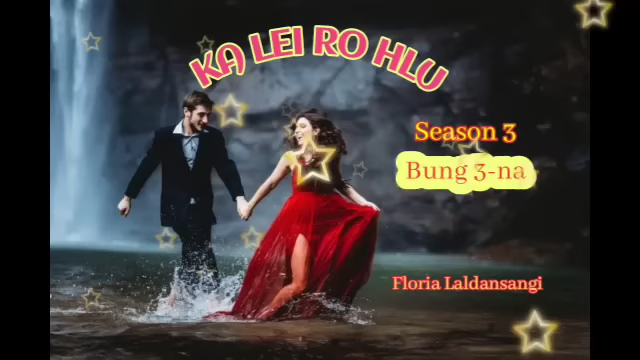 KA LEI RO HLU
Season 3
Bung 3-na
Floria Laldansangi